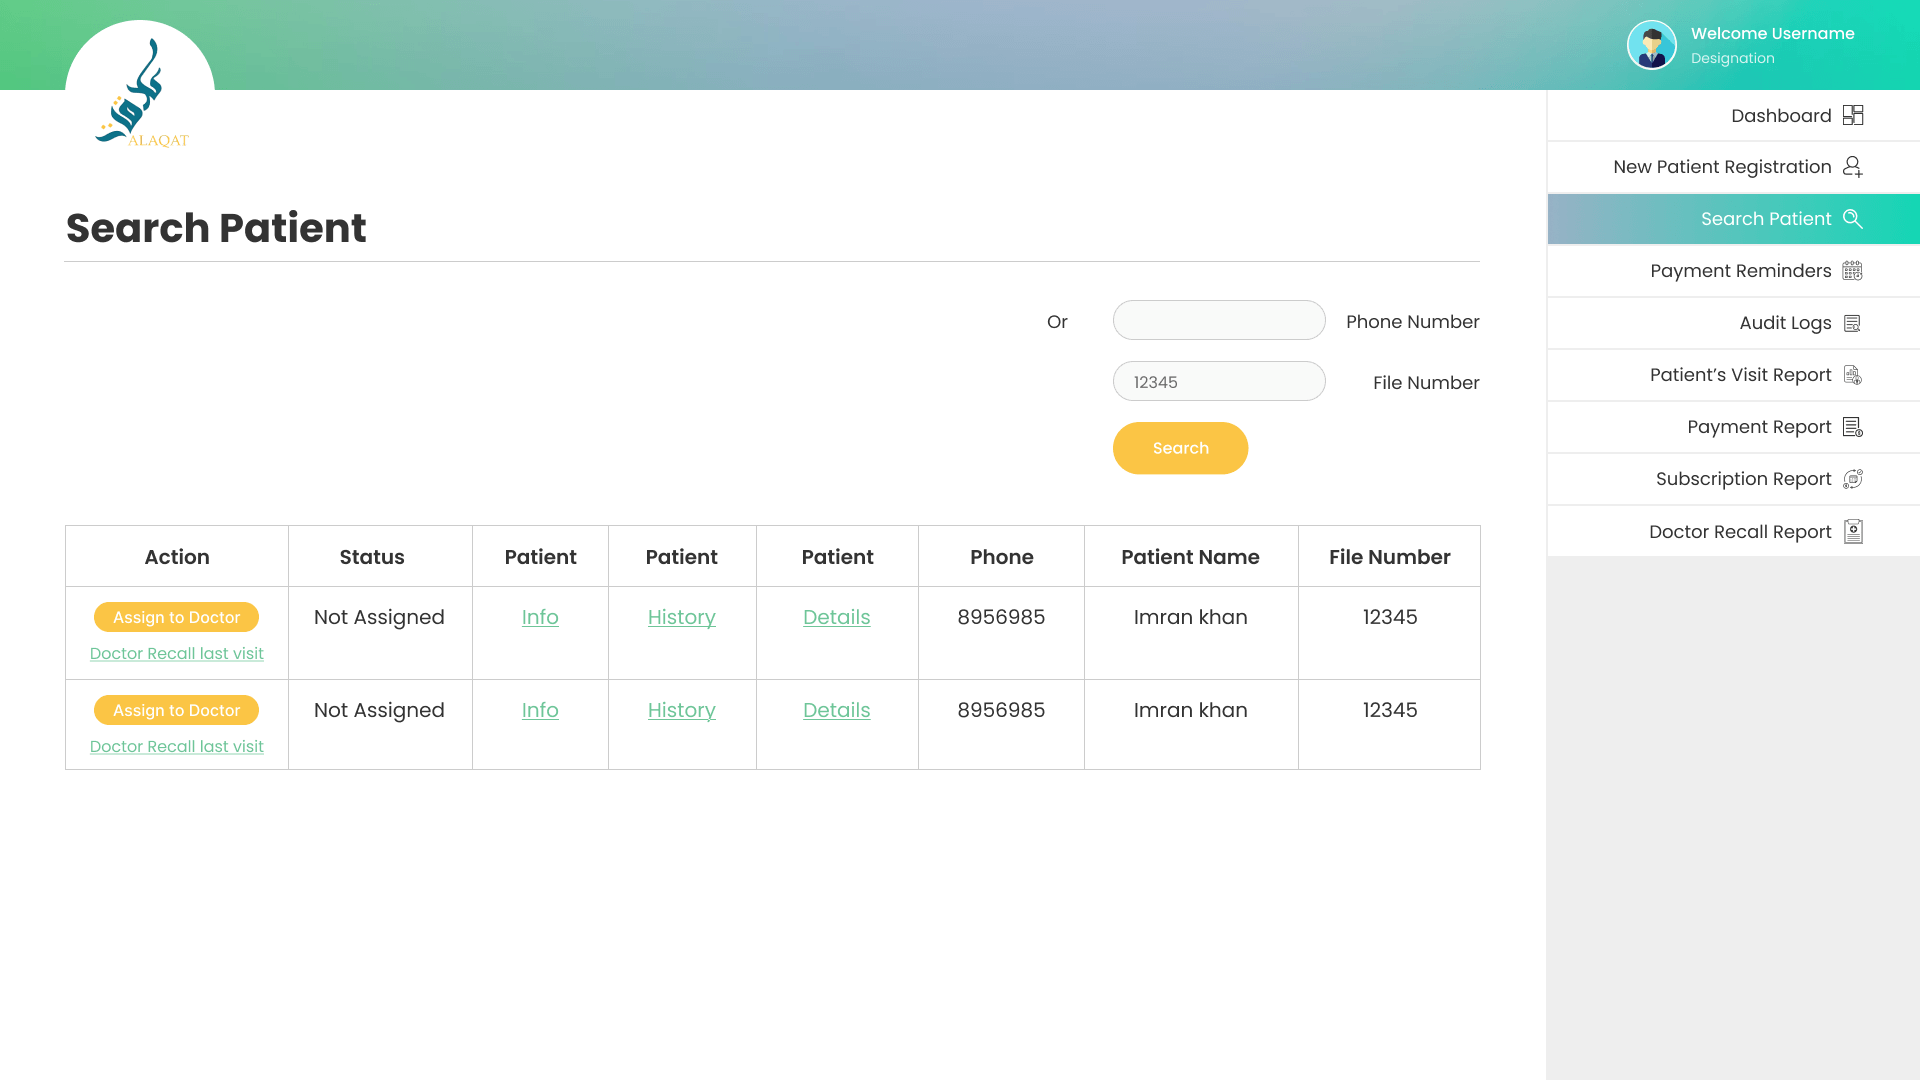 ALAQAT
Welcome Username
Designation
Dashboard
New Patient Registration
Search Patient
Payment Reminders
Audit Logs
Patient’s Visit Report
Payment Report
Subscription Report
Doctor Recall Report
Search Patient
Or Phone Number
12345 File Number
Search
Action Status Patient Patient Patient Phone Patient Name File Number
Assign to Doctor Not Assigned Info History Details 8956985 Imran khan 12345
Doctor Recall last visit
Assign to Doctor Not Assigned Info History Details 8956985 Imran khan 12345
Doctor Recall last visit